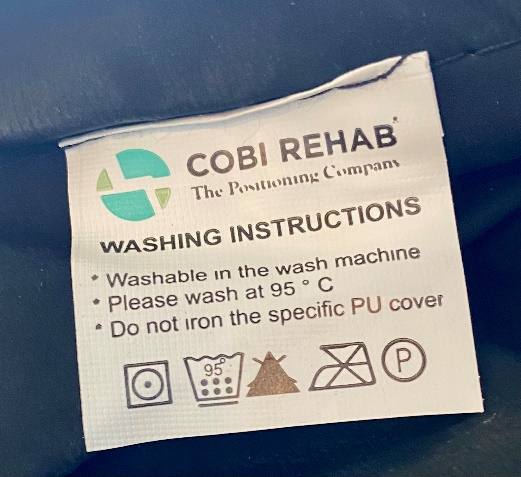 COBI REHAB
The Positioning Company
WASHING INSTRUCTIONS
* Washable in the wash machine
* Please wash at 95 ° C
* Do not iron the specific PU cover
95°
P